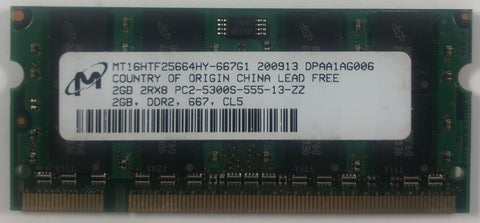 MT16HTF25664HY-667G1 200913 DPAA1AG006
COUNTRY OF ORIGIN CHINA LEAD FREE
2GB 2RX8 PC2-5300S-555-13-ZZ
2GB, DDR2, 667, CL5